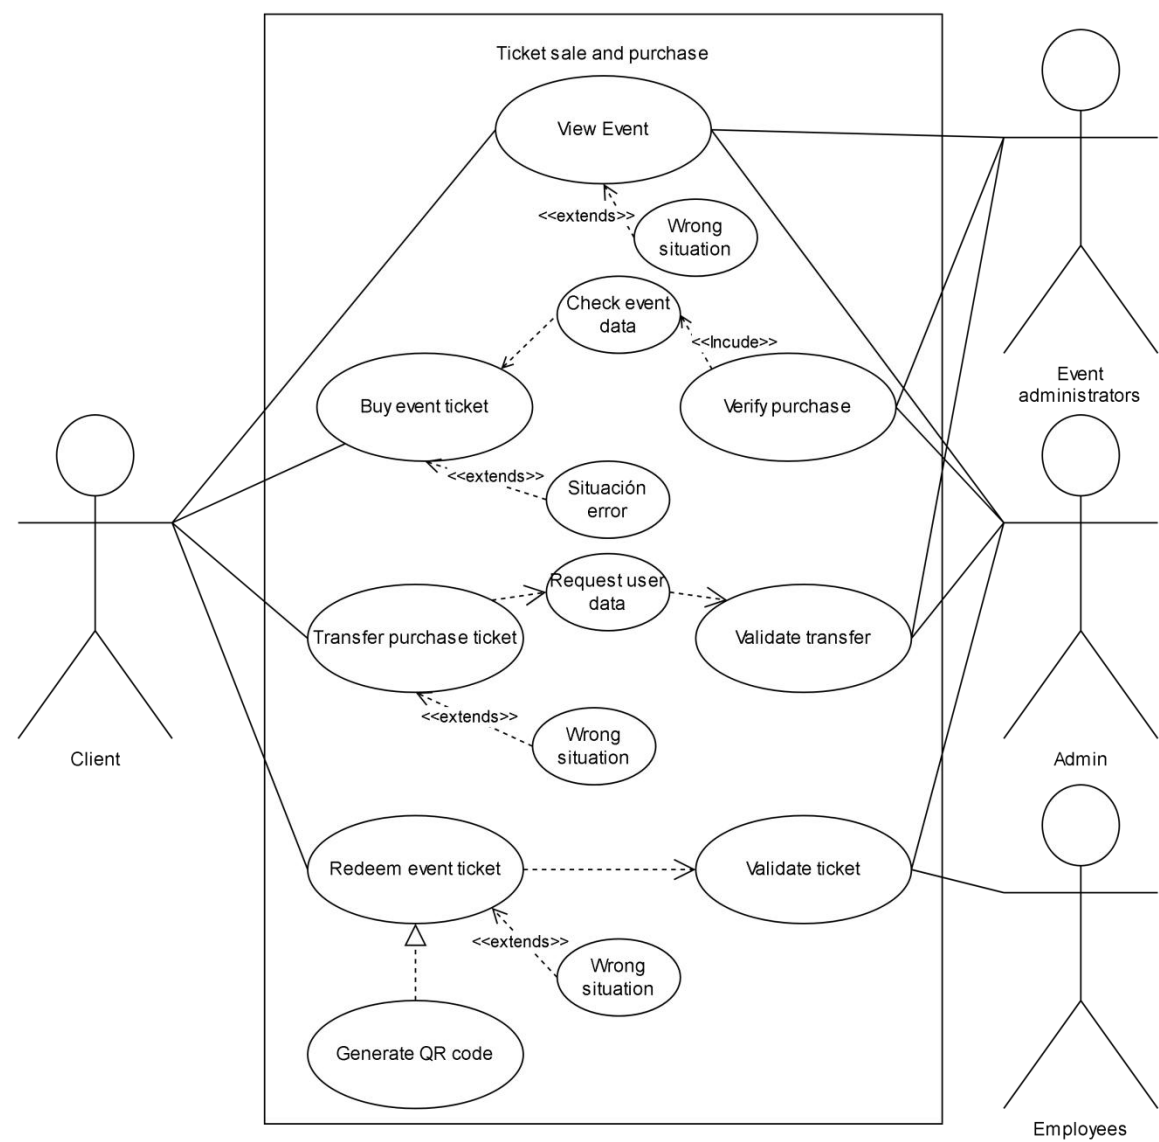 Ticket sale and purchase
View Event
<<extends>>
Wrong
situation
Check event
data
<<Incude>>
Event
administrators
Buy event ticket
Verify purchase
<<extends>>
Situación
error
Request user
data
Transfer purchase ticket
Validate transfer
<<extends>>
Wrong
situation
Client
Admin
Redeem event ticket
Validate ticket
<<extends>>
Wrong
situation
Generate QR code
Employees